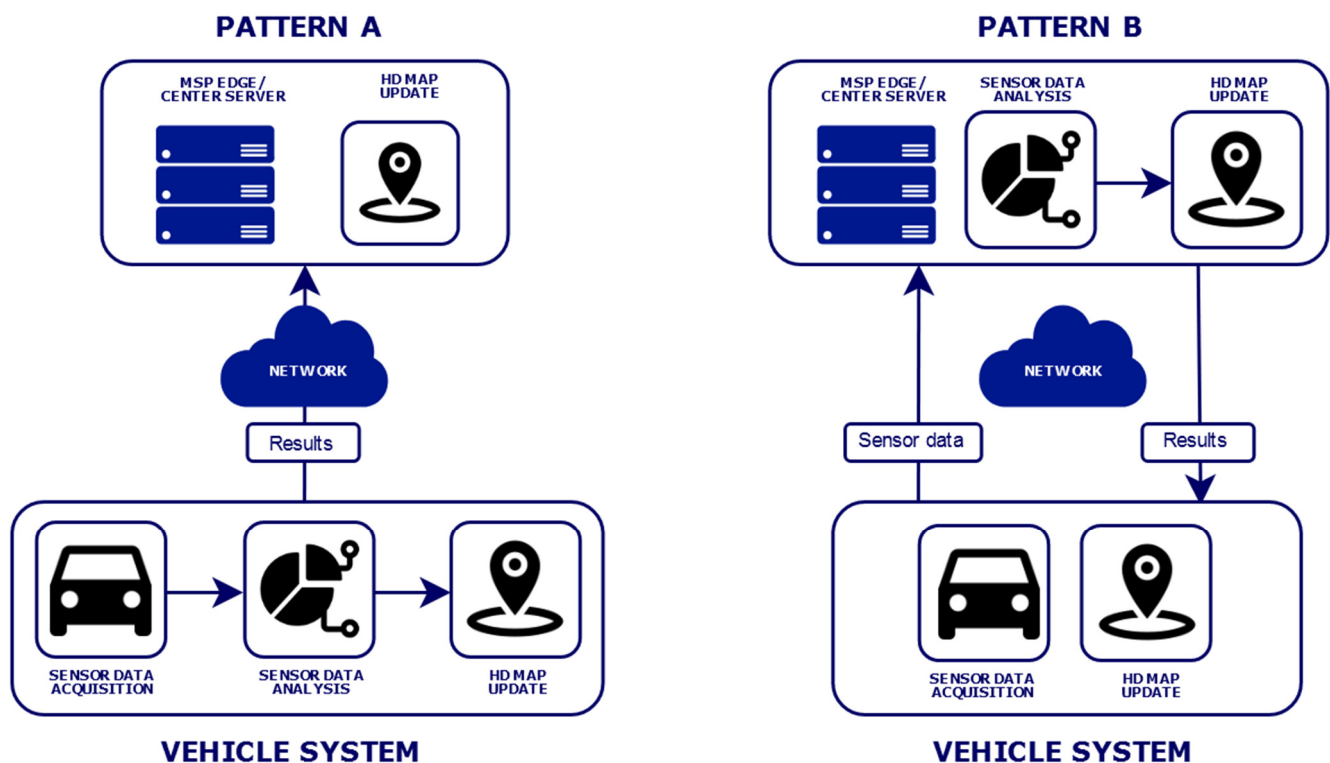 PATTERN A
MSP EDGE/
CENTER SERVER
HD MAP
UPDATE
NETWORK
Results
SENSOR DATA
ACQUISITION
SENSOR DATA
ANALYSIS
HD MAP
UPDATE
VEHICLE SYSTEM
PATTERN B
MSP EDGE/
CENTER SERVER
SENSOR DATA
ANALYSIS
HD MAP
UPDATE
NETWORK
Sensor data
Results
SENSOR DATA
ACQUISITION
HD MAP
UPDATE
VEHICLE SYSTEM